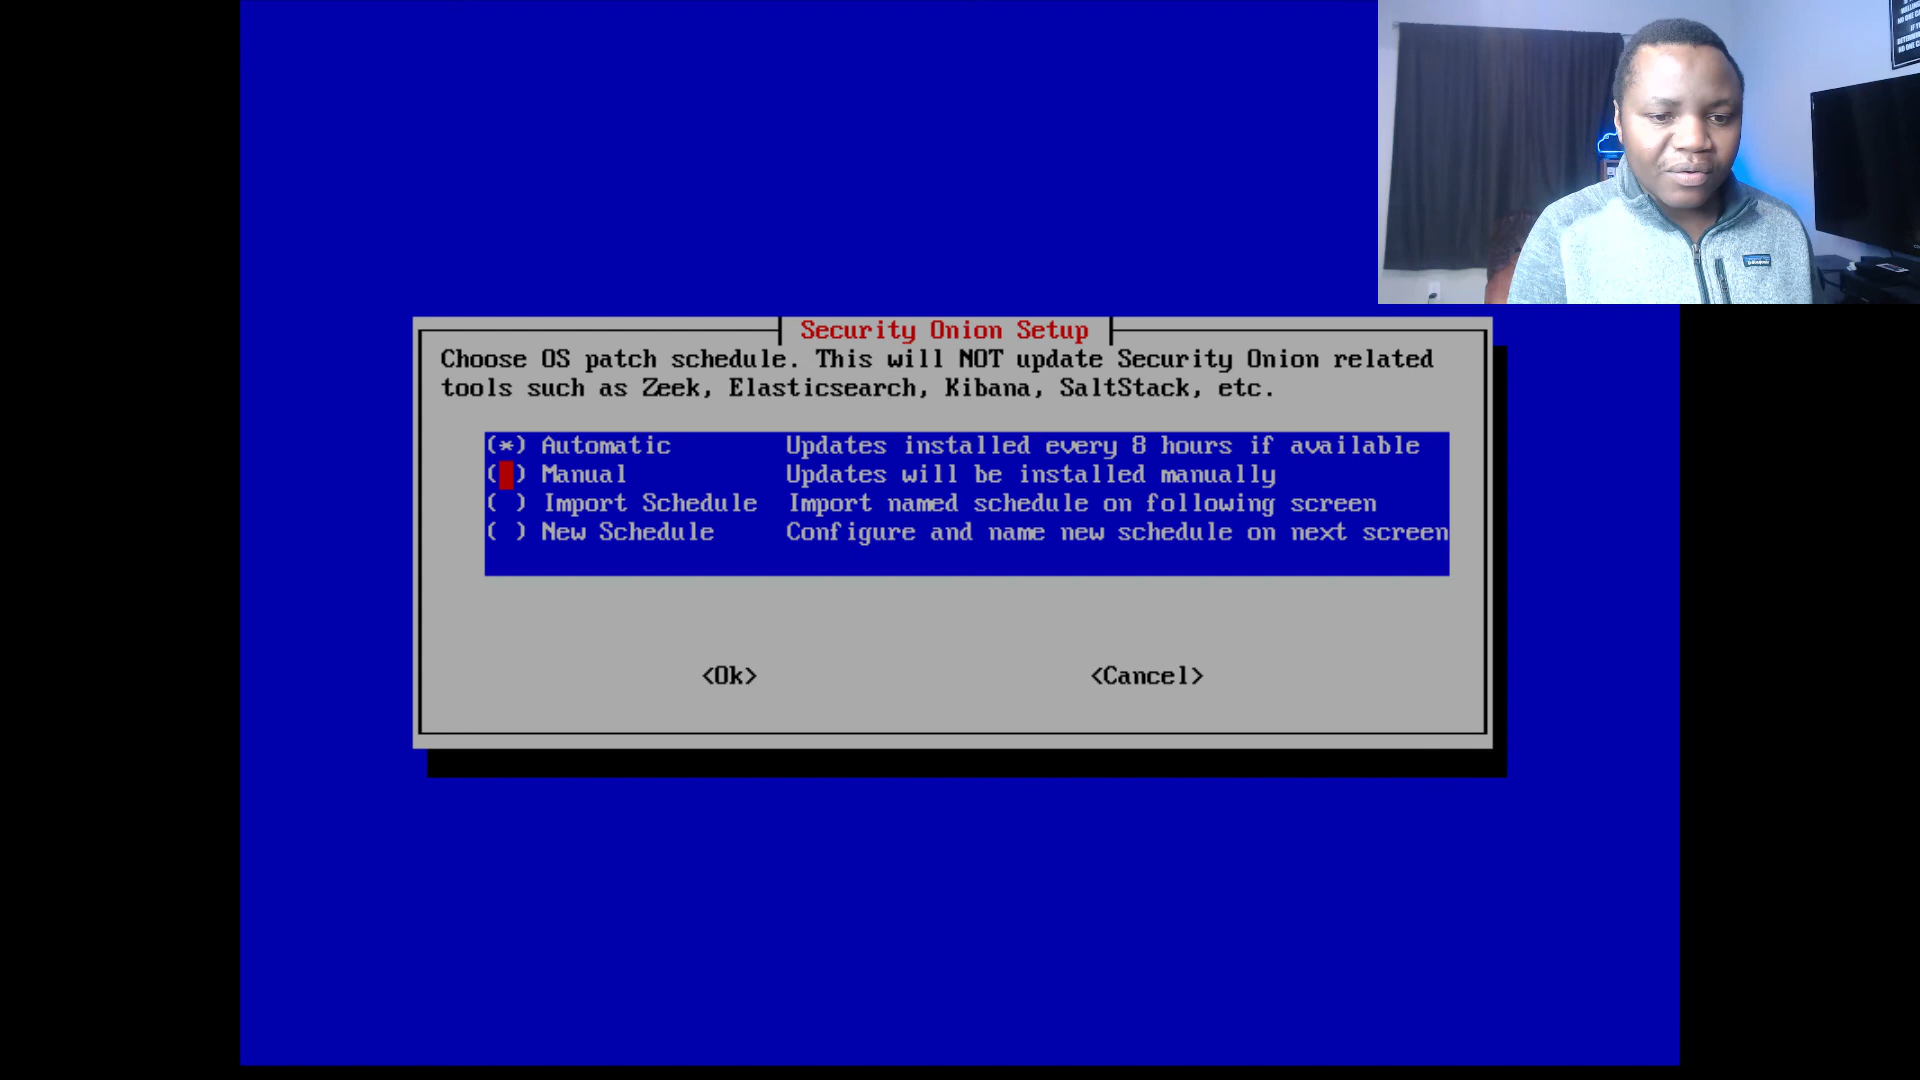 Security Onion Setup
Choose OS patch schedule. This will NOT update Security Onion related
tools such as Zeek, Elasticsearch, Kibana, SaltStack, etc.
(*) Automatic Updates installed every 8 hours if available
( ) Manual Updates will be installed manually
( ) Import Schedule Import named schedule on following screen
( ) New Schedule Configure and name new schedule on next screen
<Ok> <Cancel>